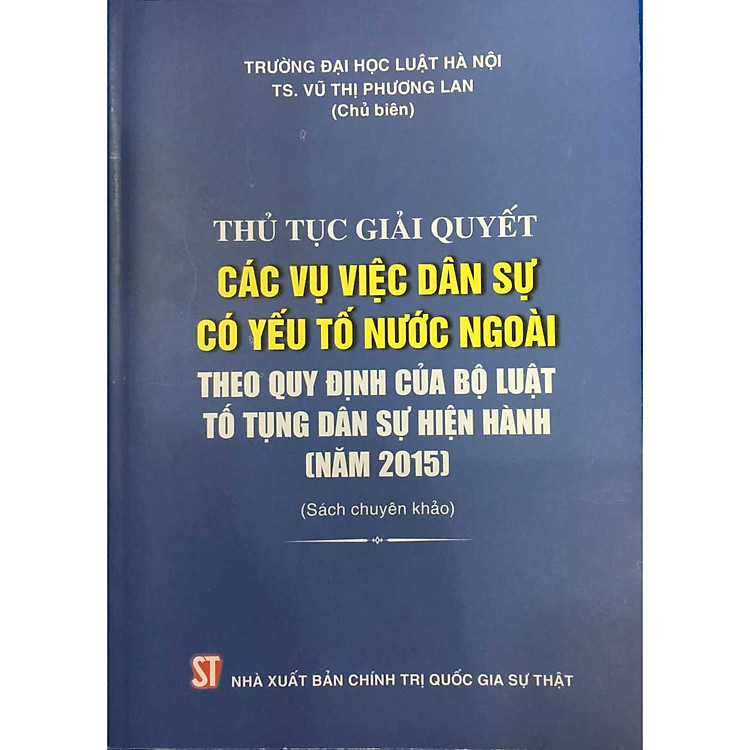 TRƯỜNG ĐẠI HỌC LUẬT HÀ NỘI
TS. VŨ THỊ PHƯƠNG LAN
(Chủ biên)
THỦ TỤC GIẢI QUYẾT
CÁC VỤ VIỆC DÂN SỰ
CÓ YẾU TỐ NƯỚC NGOÀI
THEO QUY ĐỊNH CỦA BỘ LUẬT
TỐ TỤNG DÂN SỰ HIỆN HÀNH
(NĂM 2015)
(Sách chuyên khảo)
ST NHÀ XUẤT BẢN CHÍNH TRỊ QUỐC GIA SỰ THẬT